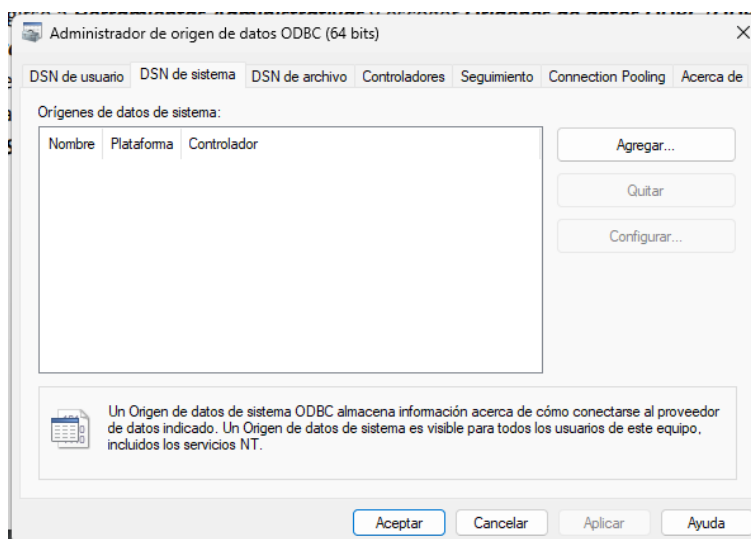 Administrador de origen de datos ODBC (64 bits)
DSN de usuario DSN de sistema DSN de archivo Controladores Seguimiento Connection Pooling Acerca de
Orígenes de datos de sistema:
Nombre Plataforma Controlador
Agregar...
Quitar
Configurar...
Un Origen de datos de sistema ODBC almacena información acerca de cómo conectarse al proveedor
de datos indicado. Un Origen de datos de sistema es visible para todos los usuarios de este equipo,
incluidos los servicios NT.
Aceptar Cancelar Aplicar Ayuda